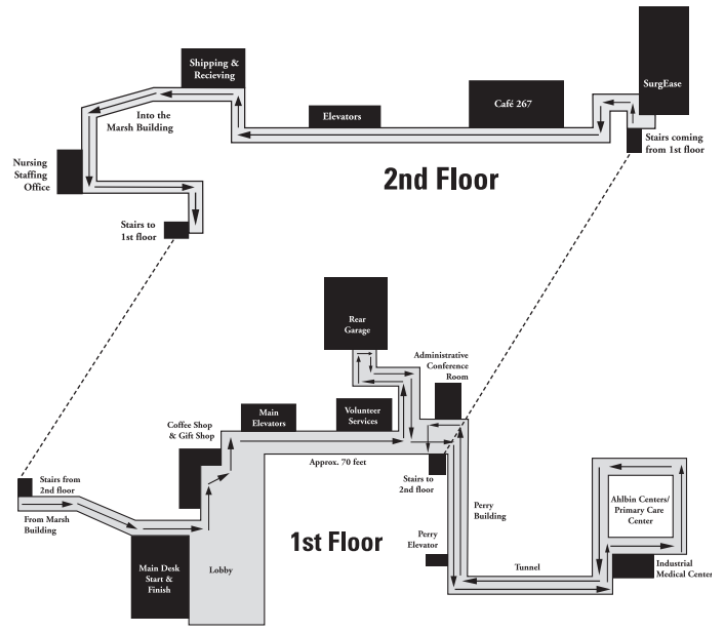 Shipping &
Recieving
SurgEase
Café 267
Elevators
Into the
Marsh Building
Stairs coming
from 1st floor
Nursing
Staffing
Office
2nd Floor
Stairs to
1st floor
Rear
Garage
Administrative
Conference
Room
Main
Elevators
Volunteer
Services
Coffee Shop
& Gift Shop
Approx. 70 feet
Stairs from
2nd floor
Stairs to
2nd floor
From Marsh
Building
Perry
Building
Ahlbin Centers/
Primary Care
Center
1st Floor
Perry
Elevator
Main Desk
Start &
Finish
Lobby
Tunnel
Industrial
Medical Center